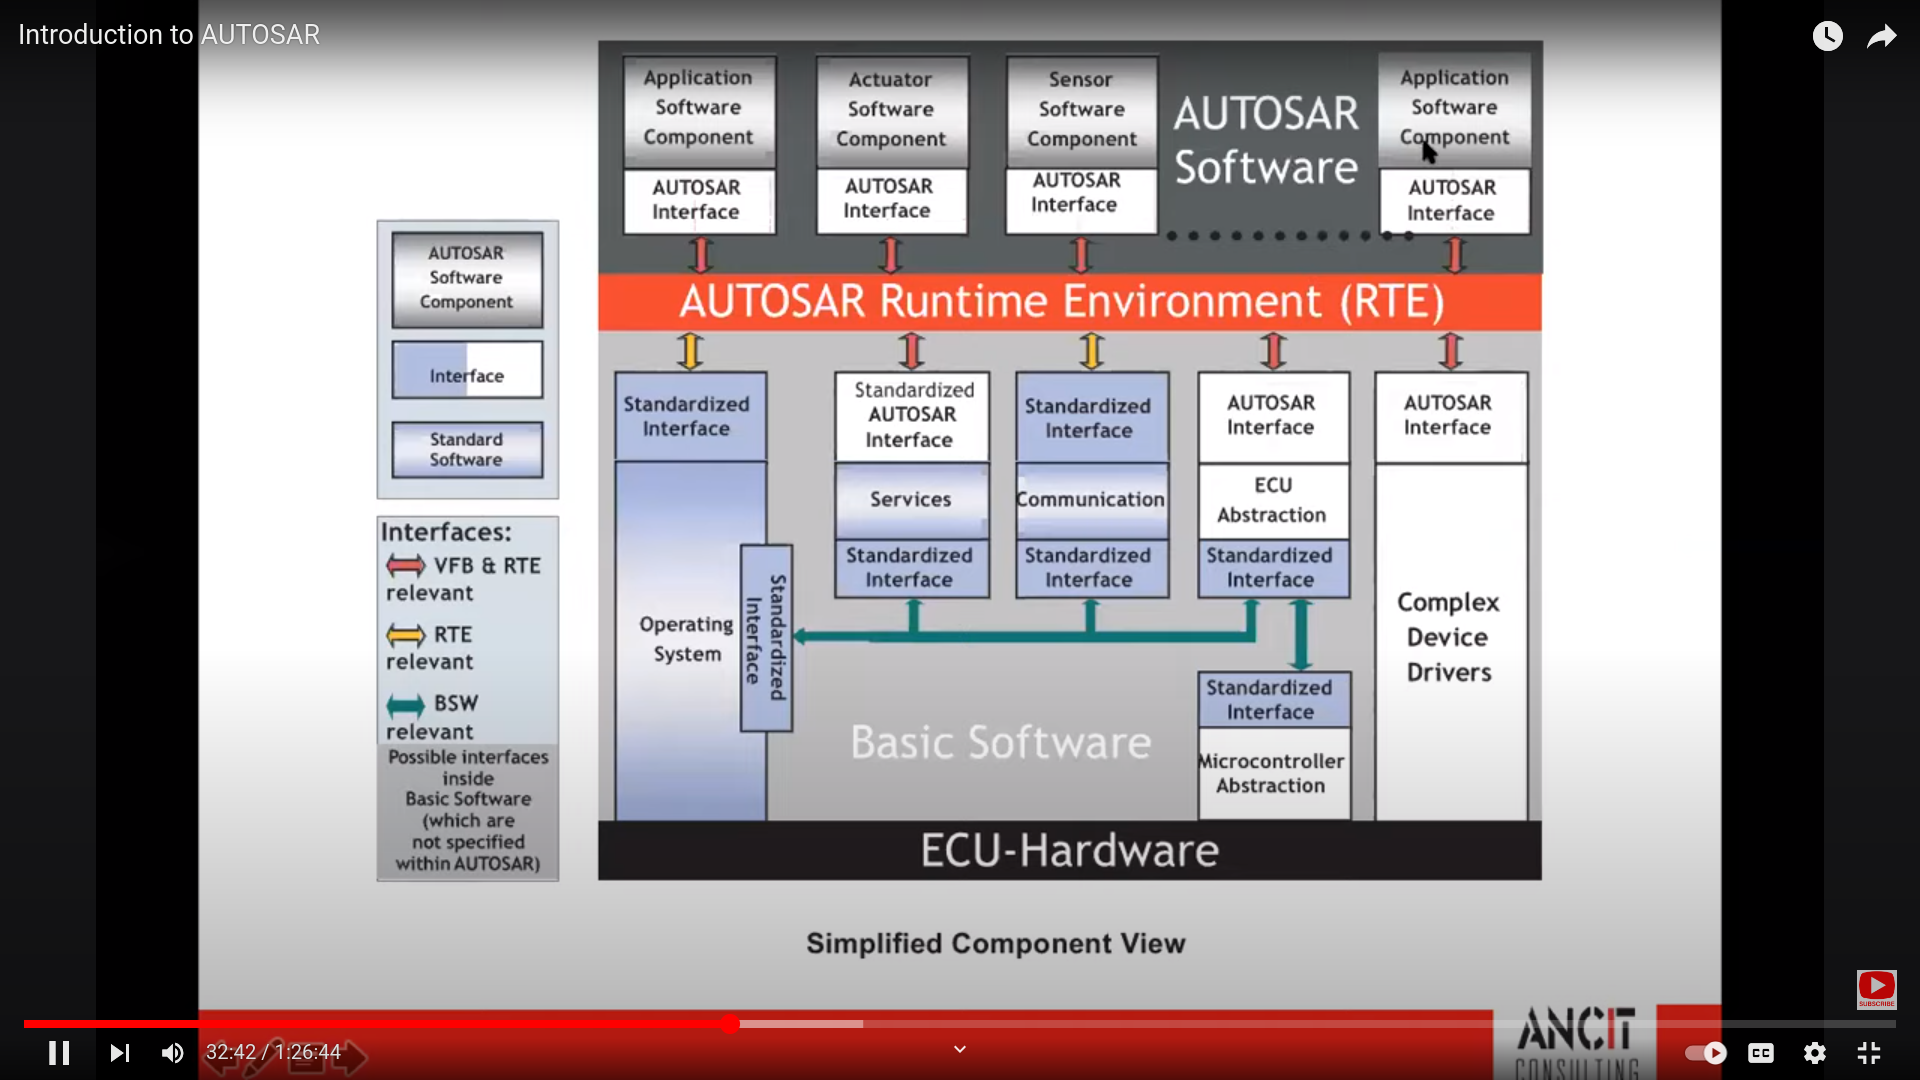 Introduction to AUTOSAR
Application
Software
Component
AUTOSAR
Interface
Actuator
Software
Component
AUTOSAR
Interface
Sensor
Software
Component
AUTOSAR
Interface
AUTOSAR
Software
Application
Software
Component
AUTOSAR
Interface
AUTOSAR
Software
Component
Interface
Standard
Software
Interfaces:
VFB & RTE
relevant
RTE
relevant
BSW
relevant
Possible interfaces
inside
Basic Software
(which are
not specified
within AUTOSAR)
AUTOSAR Runtime Environment (RTE)
Standardized
Interface
Operating
System
Standardized
Interface
Standardized
AUTOSAR
Interface
Services
Standardized
Interface
Standardized
Interface
Communication
Standardized
Interface
AUTOSAR
Interface
ECU
Abstraction
Standardized
Interface
Standardized
Interface
Microcontroller
Abstraction
AUTOSAR
Interface
Complex
Device
Drivers
Basic Software
ECU-Hardware
Simplified Component View
SUBSCRIBE
32:42 / 1:26:44
CC
ANCIT
CONSULTING